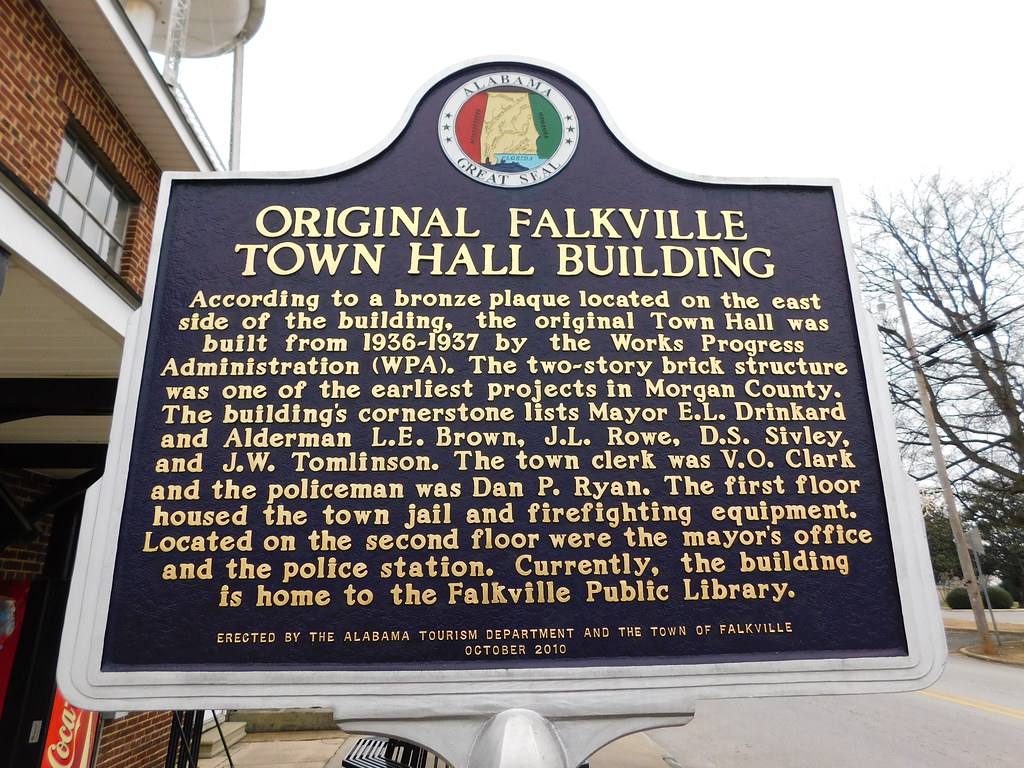 ALABAMA
FLORIDA
GREAT SEAL
ORIGINAL FALKVILLE
TOWN HALL BUILDING
According to a bronze plaque located on the east
side of the building, the original Town Hall was
built from 1936-1937 by the Works Progress
Administration (WPA). The two-story brick structure
was one of the earliest projects in Morgan County.
The building's cornerstone lists Mayor E.L. Drinkard
and Alderman L.E. Brown, J.L. Rowe, D.S. Sivley,
and J.W. Tomlinson. The town clerk was V.O. Clark
and the policeman was Dan P. Ryan. The first floor
housed the town jail and firefighting equipment.
Located on the second floor were the mayor's office
and the police station. Currently, the building
is home to the Falkville Public Library.
ERECTED BY THE ALABAMA TOURISM DEPARTMENT AND THE TOWN OF FALKVILLE
OCTOBER 2010
Coca